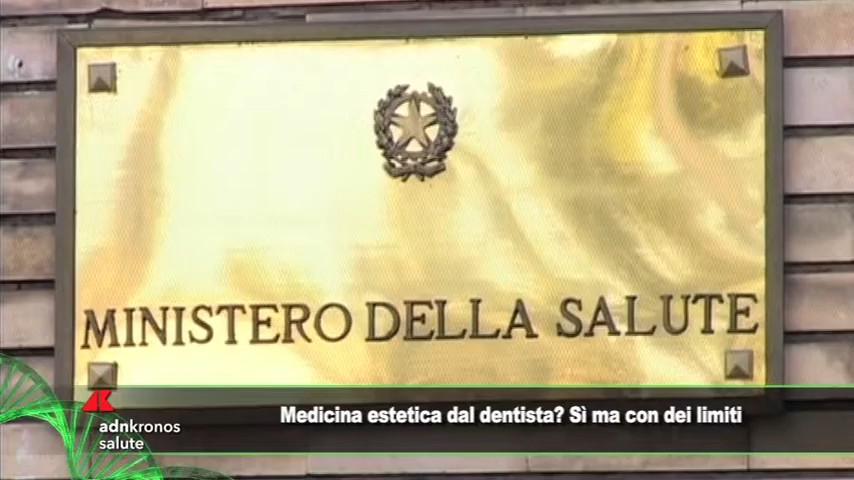 MINISTERO DELLA SALUTE
Medicina estetica dal dentista? Sì ma con dei limiti
adnkronos
salute